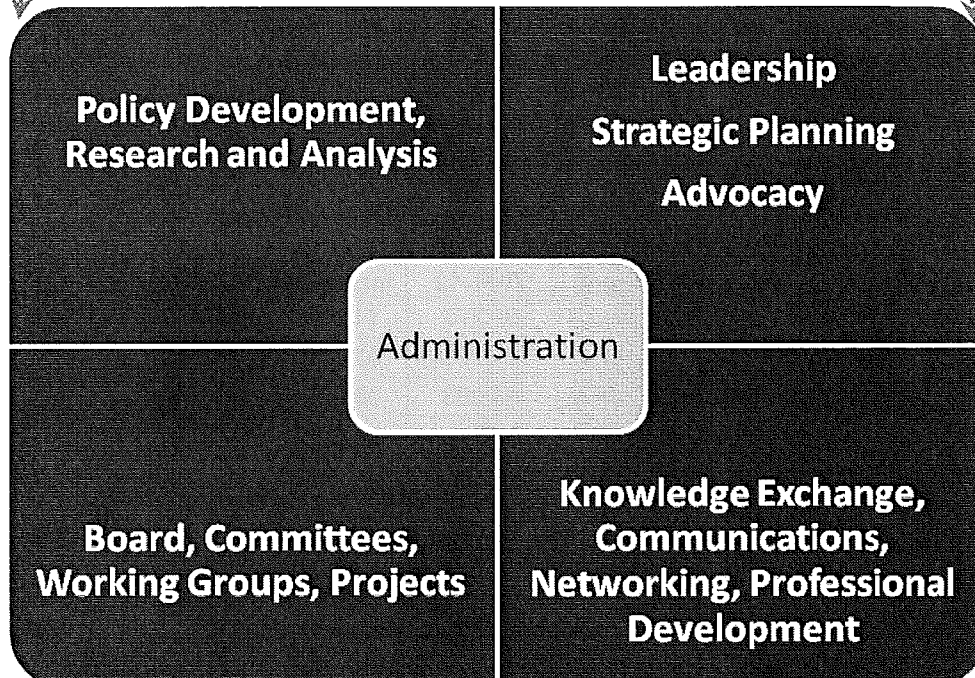 Policy Development,
Research and Analysis
Leadership
Strategic Planning
Advocacy
Administration
Board, Committees,
Working Groups, Projects
Knowledge Exchange,
Communications,
Networking, Professional
Development